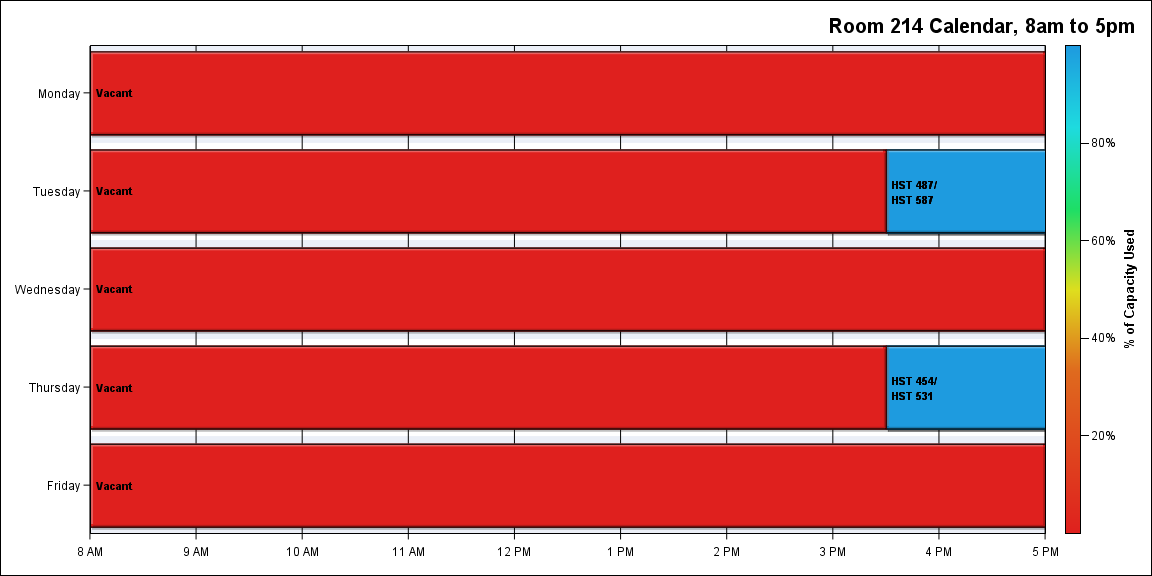 Room 214 Calendar, 8am to 5pm
Monday
Vacant
Tuesday
Vacant
HST 487/
HST 587
Wednesday
Vacant
Thursday
Vacant
HST 454/
HST 531
Friday
Vacant
8 AM
9 AM
10 AM
11 AM
12 PM
1 PM
2 PM
3 PM
4 PM
5 PM
80%
60%
40%
20%
% of Capacity Used